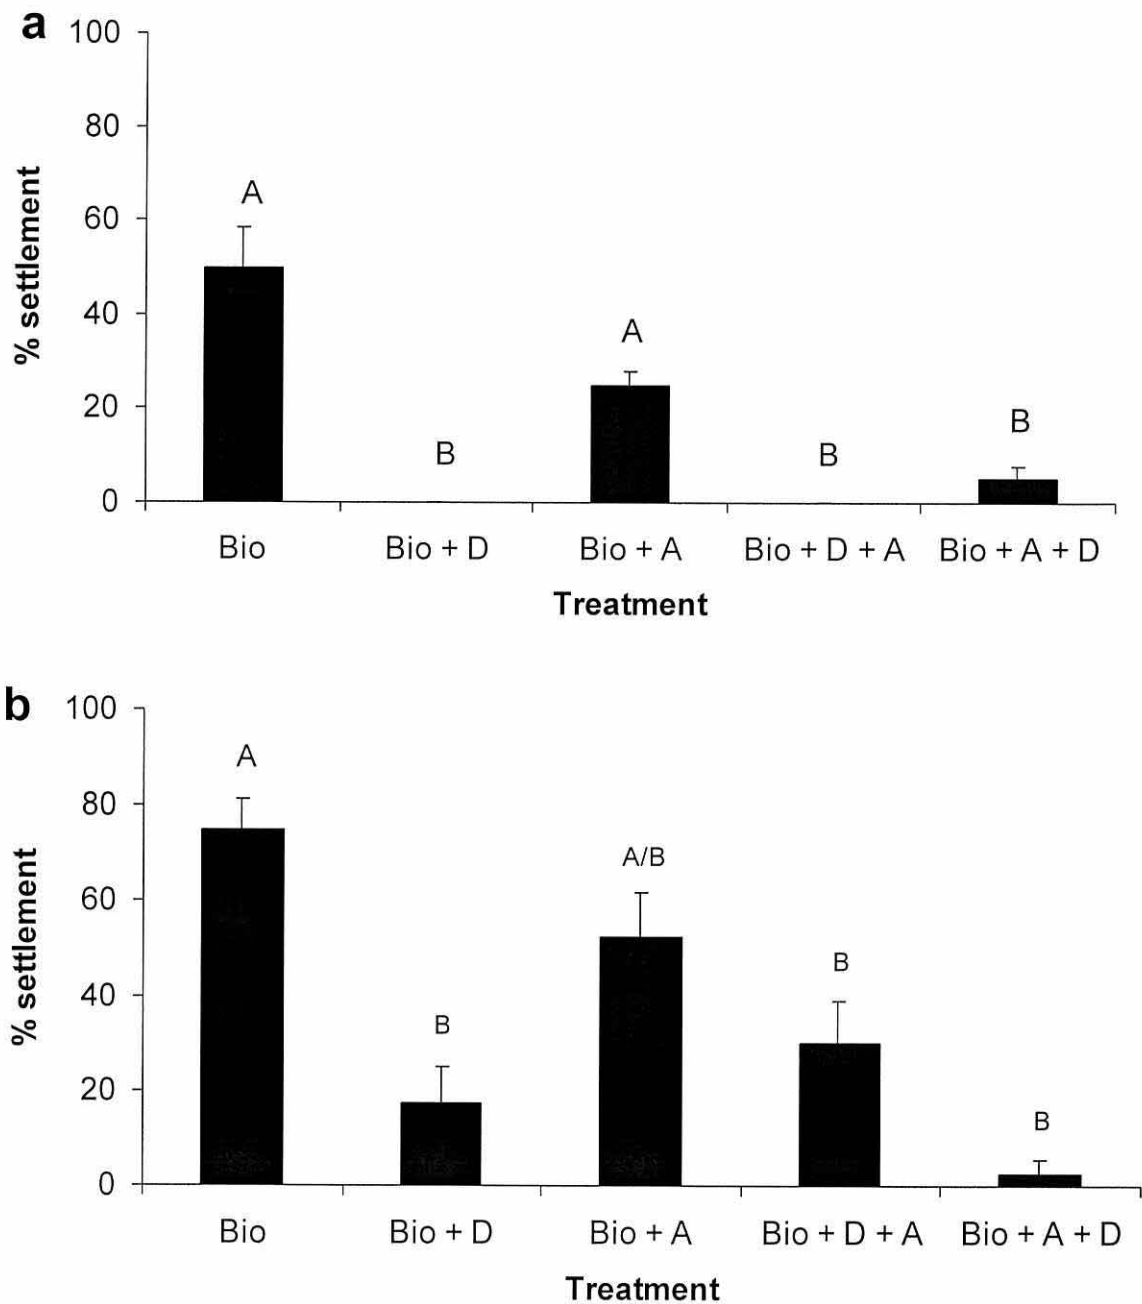 a
100
80
60
40
20
0
% settlement
A
B
A
B
B
Bio
Bio + D
Bio + A
Bio + D + A
Bio + A + D
Treatment
b
100
80
60
40
20
0
% settlement
A
B
A/B
B
B
Bio
Bio + D
Bio + A
Bio + D + A
Bio + A + D
Treatment